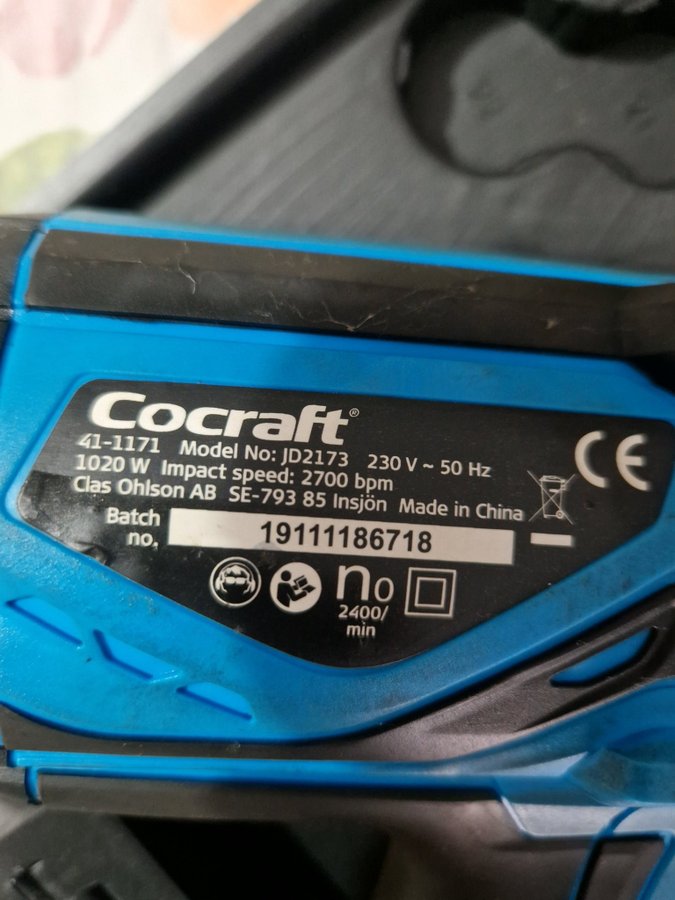 Cocraft®
41-1171 Model No: JD2173 230 V ~ 50 Hz
1020 W Impact speed: 2700 bpm
Clas Ohlson AB SE-793 85 Insjön Made in China
CE
Batch
no.
19111186718
n0
2400/
min